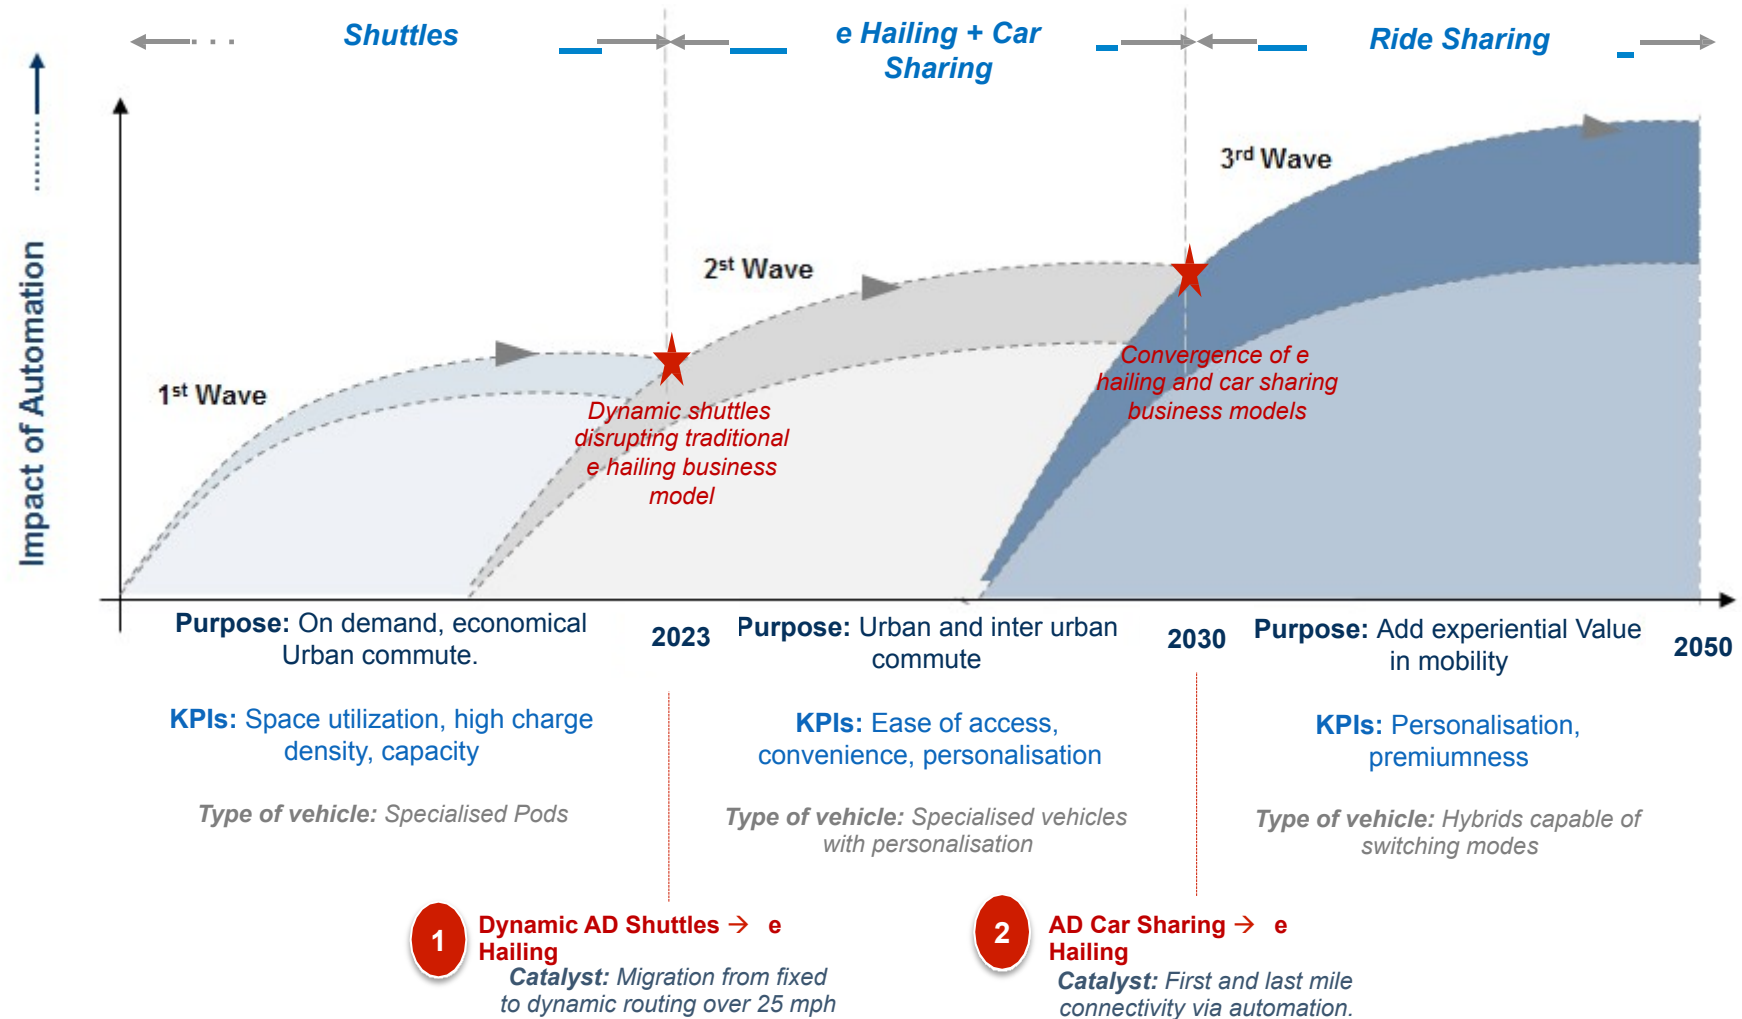 Shuttles
e Hailing + Car
Sharing
Ride Sharing
Impact of Automation
1st Wave
2st Wave
3rd Wave
Dynamic shuttles
disrupting traditional
e hailing business
model
Convergence of e
hailing and car sharing
business models
Purpose: On demand, economical
Urban commute.
2023
Purpose: Urban and inter urban
commute
2030
Purpose: Add experiential Value
in mobility
2050
KPIs: Space utilization, high charge
density, capacity
KPIs: Ease of access,
convenience, personalisation
KPIs: Personalisation,
premiumness
Type of vehicle: Specialised Pods
Type of vehicle: Specialised vehicles
with personalisation
Type of vehicle: Hybrids capable of
switching modes
1
Dynamic AD Shuttles → e
Hailing
Catalyst: Migration from fixed
to dynamic routing over 25 mph
2
AD Car Sharing → e
Hailing
Catalyst: First and last mile
connectivity via automation.